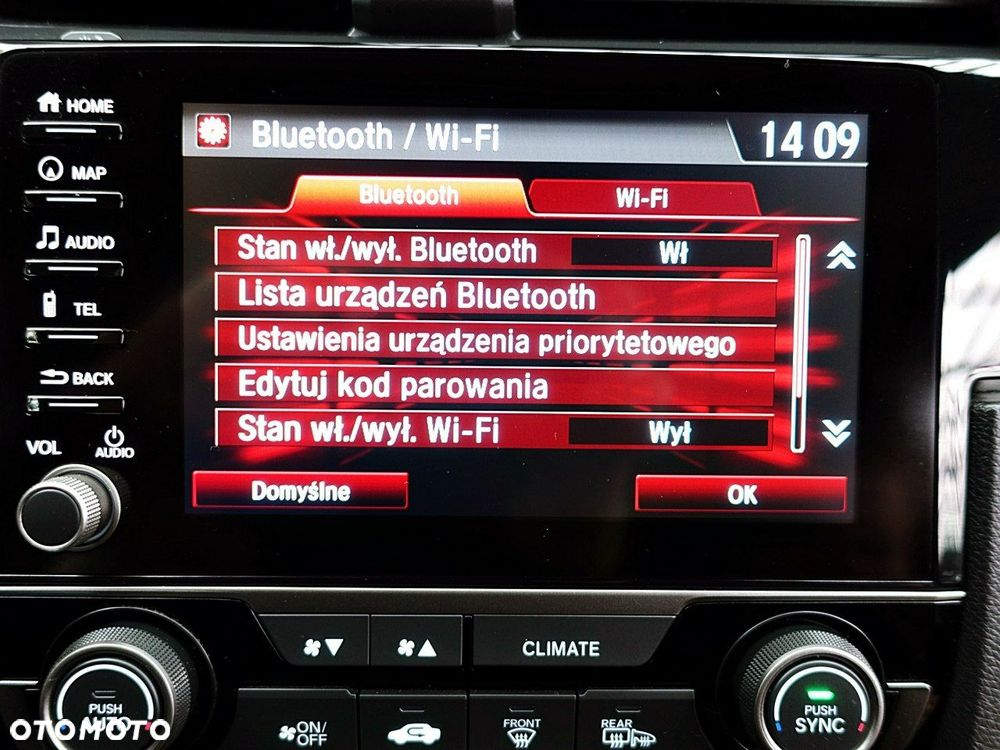 HOME
MAP
AUDIO
TEL
BACK
VOL
AUDIO
Bluetooth / Wi-Fi
14 09
Bluetooth
Wi-Fi
Stan wł./wył. Bluetooth
Wł
Lista urządzeń Bluetooth
Ustawienia urządzenia priorytetowego
Edytuj kod parowania
Stan wł./wył. Wi-Fi
Wył
Domyślne
OK
CLIMATE
PUSH
AUTO
ON/
OFF
FRONT
REAR
PUSH
SYNC
OTOMOTO